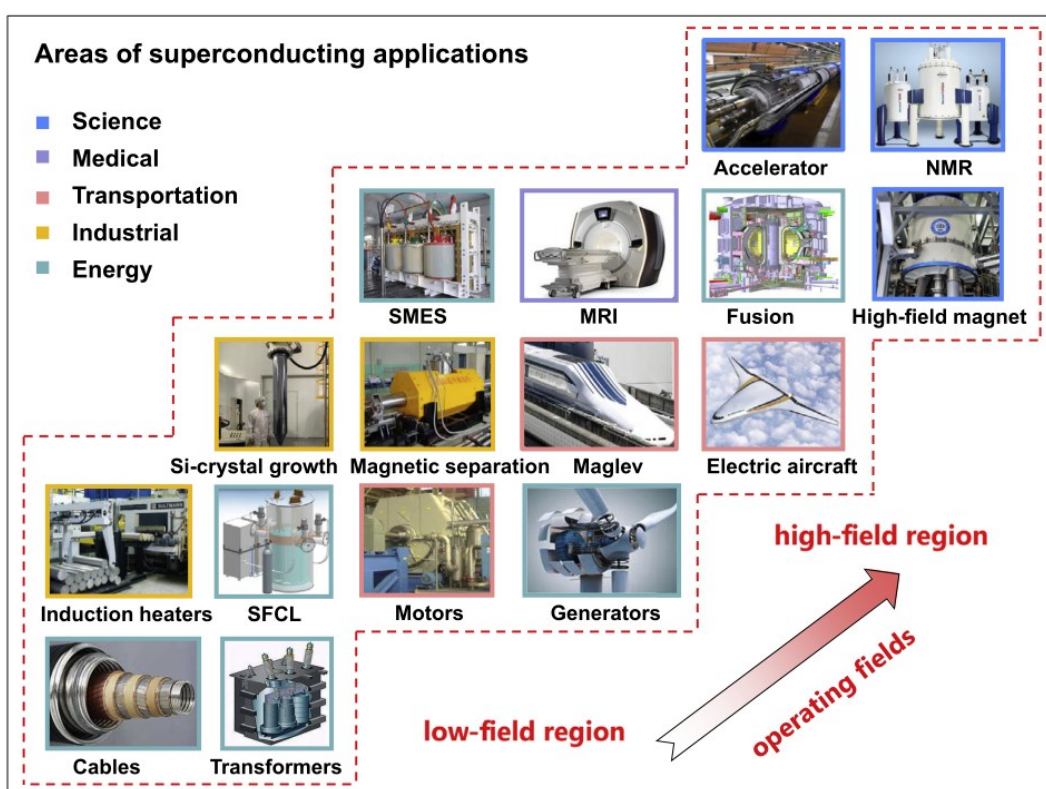 Areas of superconducting applications
Science
Medical
Transportation
Industrial
Energy
Accelerator
NMR
SMES
MRI
Fusion
High-field magnet
Si-crystal growth
Magnetic separation
Maglev
Electric aircraft
Induction heaters
SFCL
Motors
Generators
Cables
Transformers
high-field region
low-field region
operating fields